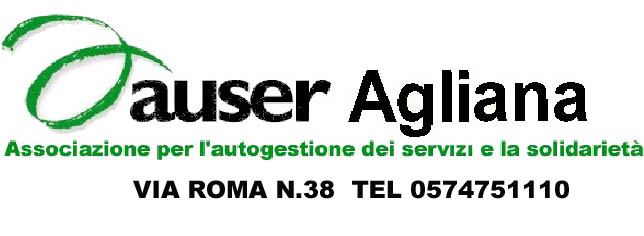 auser Agliana
Associazione per l'autogestione dei servizi e la solidarietà
VIA ROMA N.38 TEL 0574751110